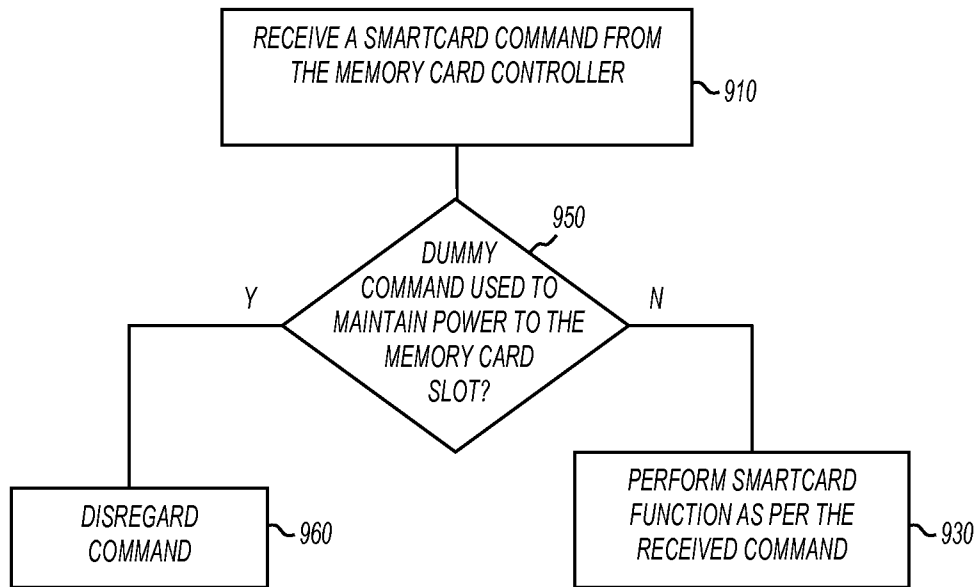 RECEIVE A SMARTCARD COMMAND FROM
THE MEMORY CARD CONTROLLER
910
950
DUMMY
COMMAND USED TO
MAINTAIN POWER TO THE
MEMORY CARD
SLOT?
Y
N
DISREGARD
COMMAND
960
PERFORM SMARTCARD
FUNCTION AS PER THE
RECEIVED COMMAND
930